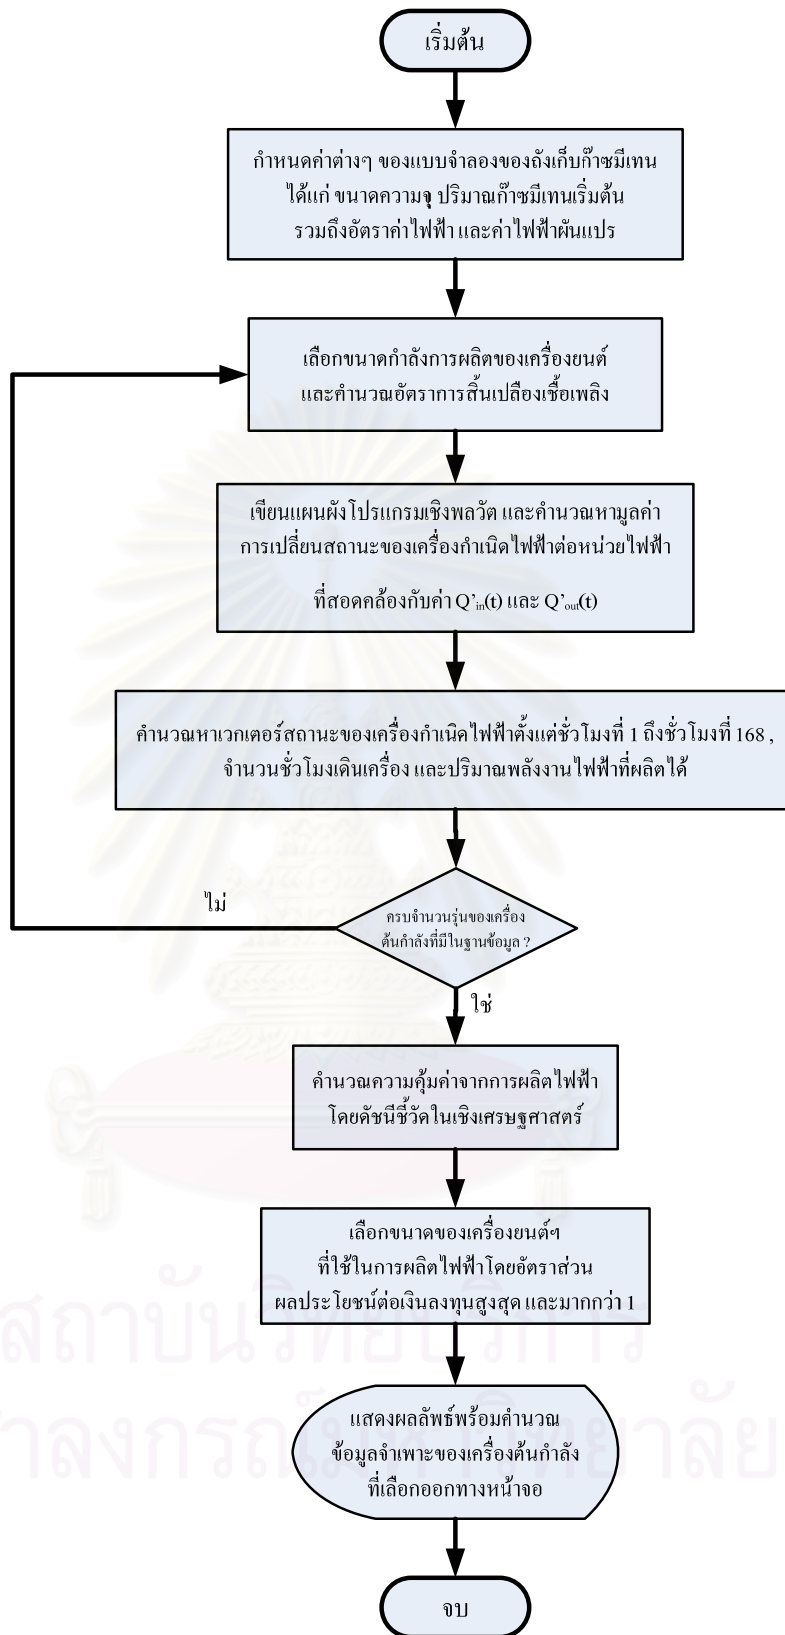 เริ่มต้น
กำหนดค่าต่างๆ ของแบบจำลองของถังเก็บก๊าซมีเทน
ได้แก่ ขนาดความจุ ปริมาณก๊าซมีเทนเริ่มต้น
รวมถึงอัตราค่าไฟฟ้า และค่าไฟฟ้าผันแปร
เลือกขนาดกำลังการผลิตของเครื่องยนต์
และคำนวณอัตราการสิ้นเปลืองเชื้อเพลิง
เขียนแผนผังโปรแกรมเชิงพลวัต และคำนวณหามูลค่า
การเปลี่ยนสถานะของเครื่องกำเนิดไฟฟ้าต่อหน่วยไฟฟ้า
ที่สอดคล้องกับค่า Q’in(t) และ Q’out(t)
คำนวณหาเวกเตอร์สถานะของเครื่องกำเนิดไฟฟ้าตั้งแต่ชั่วโมงที่ 1 ถึงชั่วโมงที่ 168 ,
จำนวนชั่วโมงเดินเครื่อง และปริมาณพลังงานไฟฟ้าที่ผลิตได้
ไม่
ครบจำนวนรุ่นของเครื่อง
ต้นกำลังที่มีในฐานข้อมูล ?
ใช่
คำนวณความคุ้มค่าจากการผลิตไฟฟ้า
โดยดัชนีชี้วัดในเชิงเศรษฐศาสตร์
เลือกขนาดของเครื่องยนต์ฯ
ที่ใช้ในการผลิตไฟฟ้าโดยอัตราส่วน
ผลประโยชน์ต่อเงินลงทุนสูงสุด และมากกว่า 1
สถาบันวิทยบริการ
แสดงผลลัพธ์พร้อมคำนวณ
ข้อมูลจำเพาะของเครื่องต้นกำลัง
ที่เลือกออกทางหน้าจอ
จบ